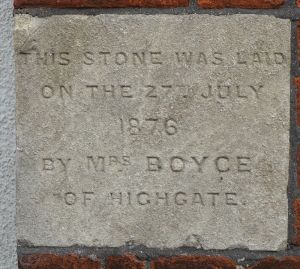 THIS STONE WAS LAID
ON THE 27TH JULY
1876
BY MRS BOYCE
OF HIGHGATE.